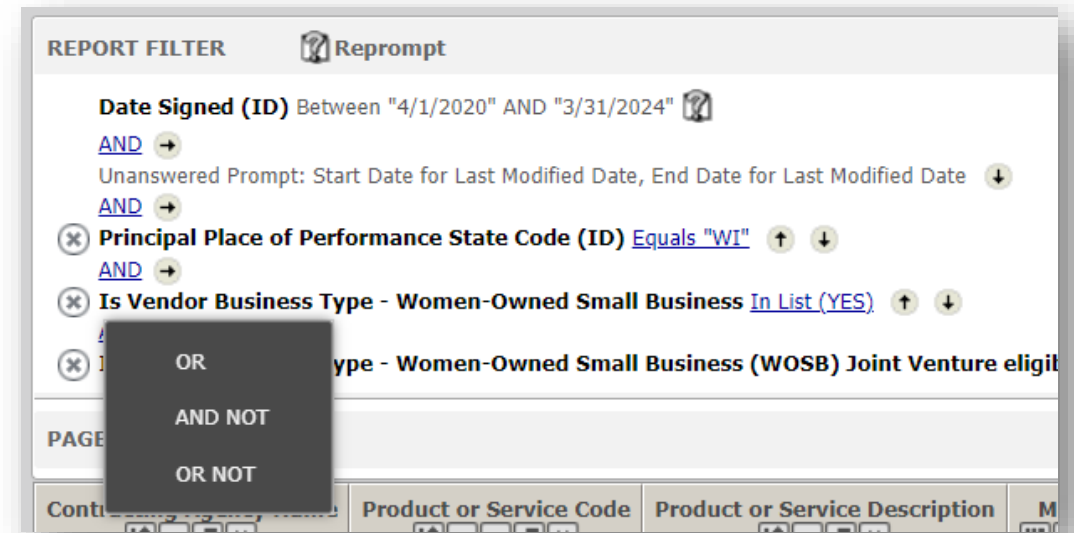 REPORT FILTER Reprompt
Date Signed (ID) Between "4/1/2020" AND "3/31/2024"
AND
Unanswered Prompt: Start Date for Last Modified Date, End Date for Last Modified Date
AND
Principal Place of Performance State Code (ID) Equals "WI"
AND
Is Vendor Business Type - Women-Owned Small Business In List (YES)
OR
ype - Women-Owned Small Business (WOSB) Joint Venture eligib
AND NOT
PAGE
OR NOT
Product or Service Code Product or Service Description M